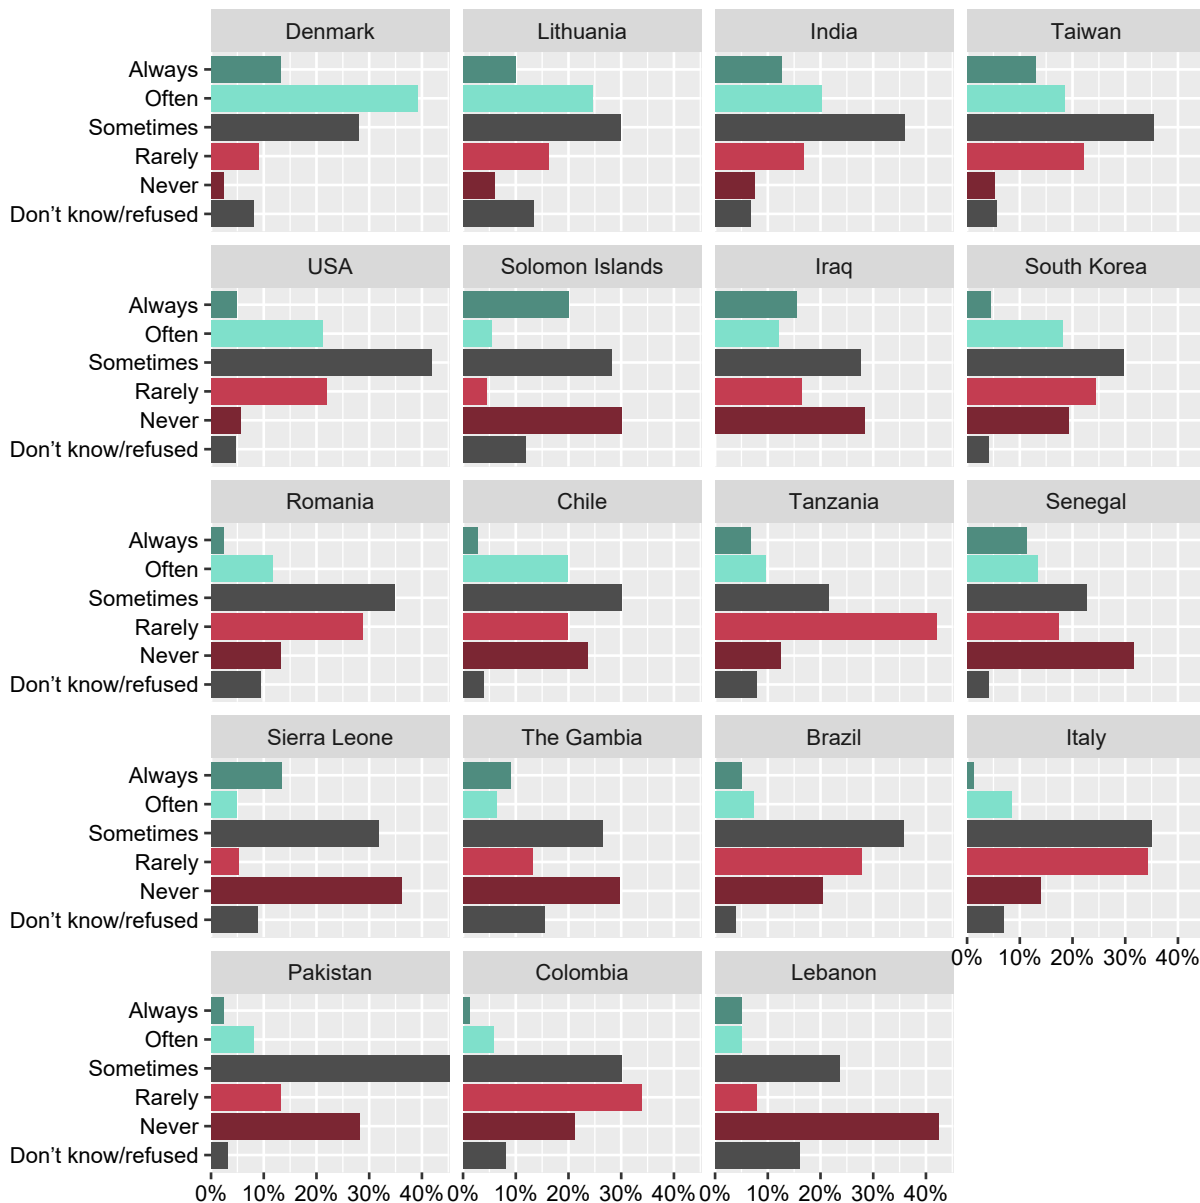 Denmark Lithuania India Taiwan
Always
Often
Sometimes
Rarely
Never
Don’t know/refused
USA Solomon Islands Iraq South Korea
Always
Often
Sometimes
Rarely
Never
Don’t know/refused
Romania Chile Tanzania Senegal
Always
Often
Sometimes
Rarely
Never
Don’t know/refused
Sierra Leone The Gambia Brazil Italy
Always
Often
Sometimes
Rarely
Never
Don’t know/refused
0% 10% 20% 30% 40%
Pakistan Colombia Lebanon
Always
Often
Sometimes
Rarely
Never
Don’t know/refused
0% 10% 20% 30% 40% 0% 10% 20% 30% 40% 0% 10% 20% 30% 40%